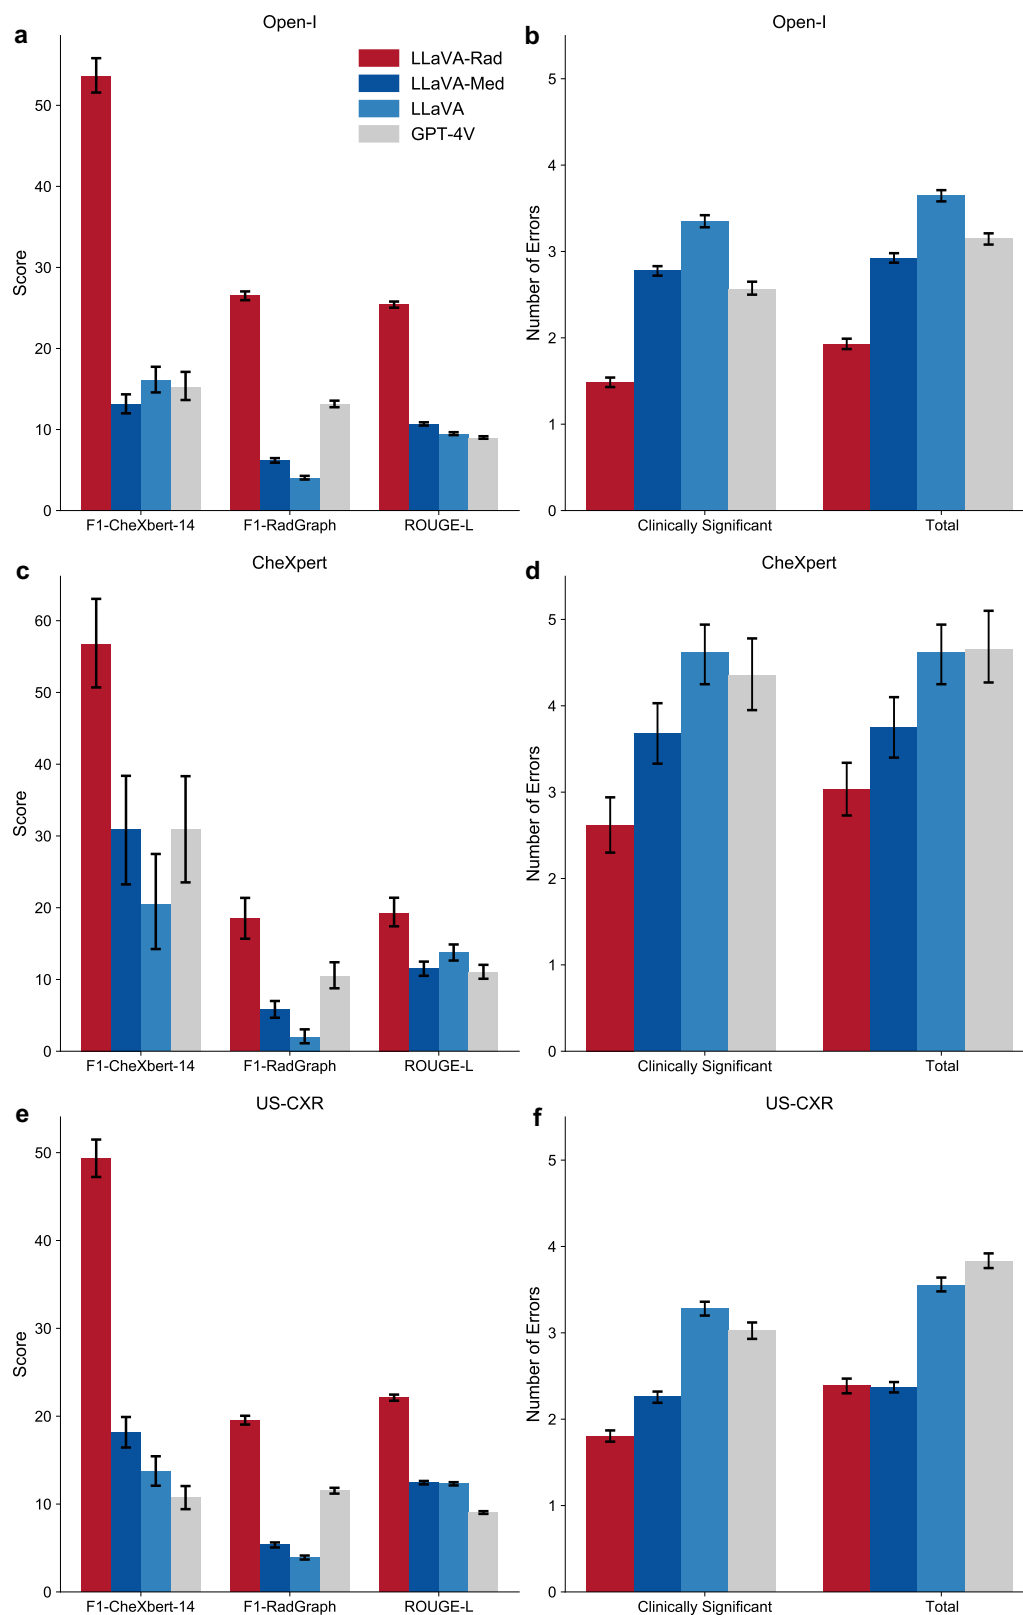 a
Open-I
LLaVA-Rad
LLaVA-Med
LLaVA
GPT-4V
Score
50
40
30
20
10
0
F1-CheXbert-14
F1-RadGraph
ROUGE-L
b
Open-I
Number of Errors
5
4
3
2
1
0
Clinically Significant
Total
c
CheXpert
Score
60
50
40
30
20
10
0
F1-CheXbert-14
F1-RadGraph
ROUGE-L
d
CheXpert
Number of Errors
5
4
3
2
1
0
Clinically Significant
Total
e
US-CXR
Score
50
40
30
20
10
0
F1-CheXbert-14
F1-RadGraph
ROUGE-L
f
US-CXR
Number of Errors
5
4
3
2
1
0
Clinically Significant
Total